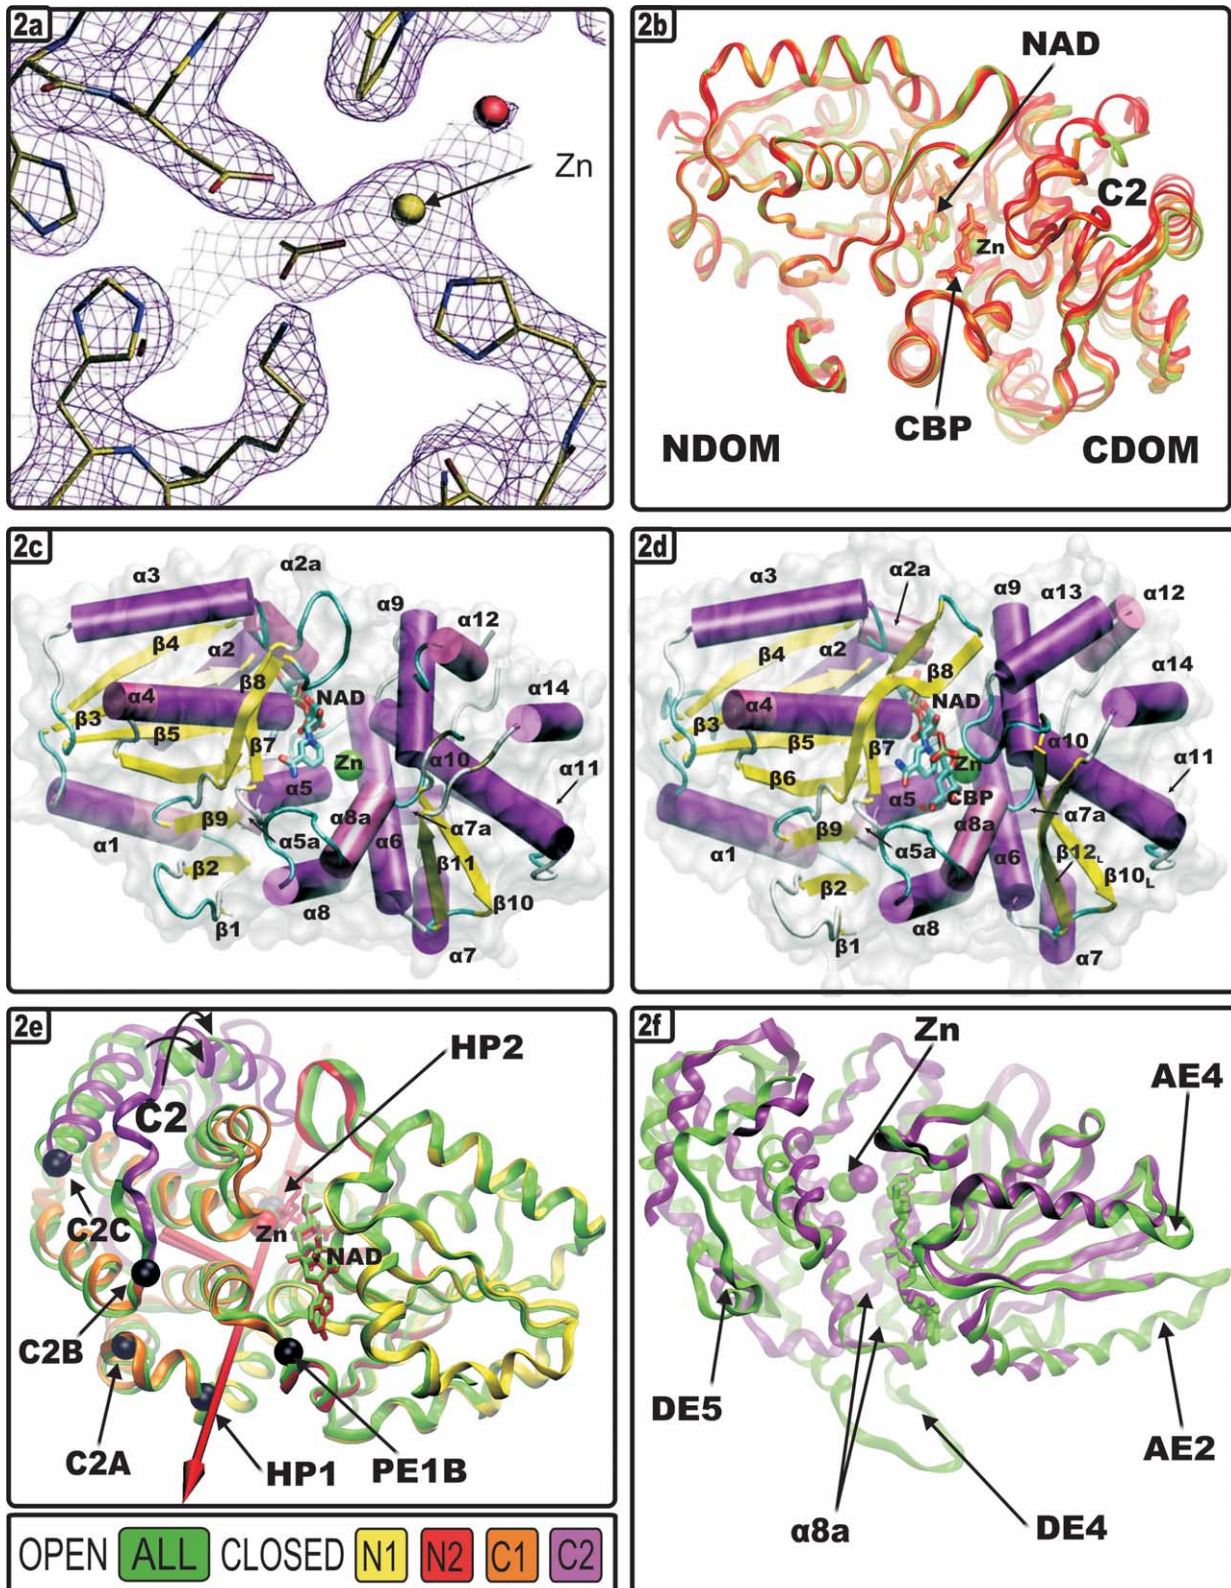 2a
Zn
2b
NAD
C2
Zn
CBP
NDOM
CDOM
2c
α3
α2a
α9
α12
β4
α2
β8
α14
α4
NAD
β3
β5
β7
Zn
α10
α11
α5
α1
β9
α8a
α7a
α5a
α6
β11
β2
β10
α8
β1
α7
2d
α3
α2a
α9
α13
α12
β4
α2
β8
α14
α4
NAD
β3
β5
β7
α10
α11
β6
Zn
α5
CBP
α1
β9
α8a
α7a
α5a
α6
β12L
β10L
β2
α8
β1
α7
2e
HP2
C2
Zn
C2C
NAD
C2B
C2A
HP1
PE1B
2f
Zn
AE4
DE5
AE2
α8a
DE4
OPEN ALL CLOSED N1 N2 C1 C2